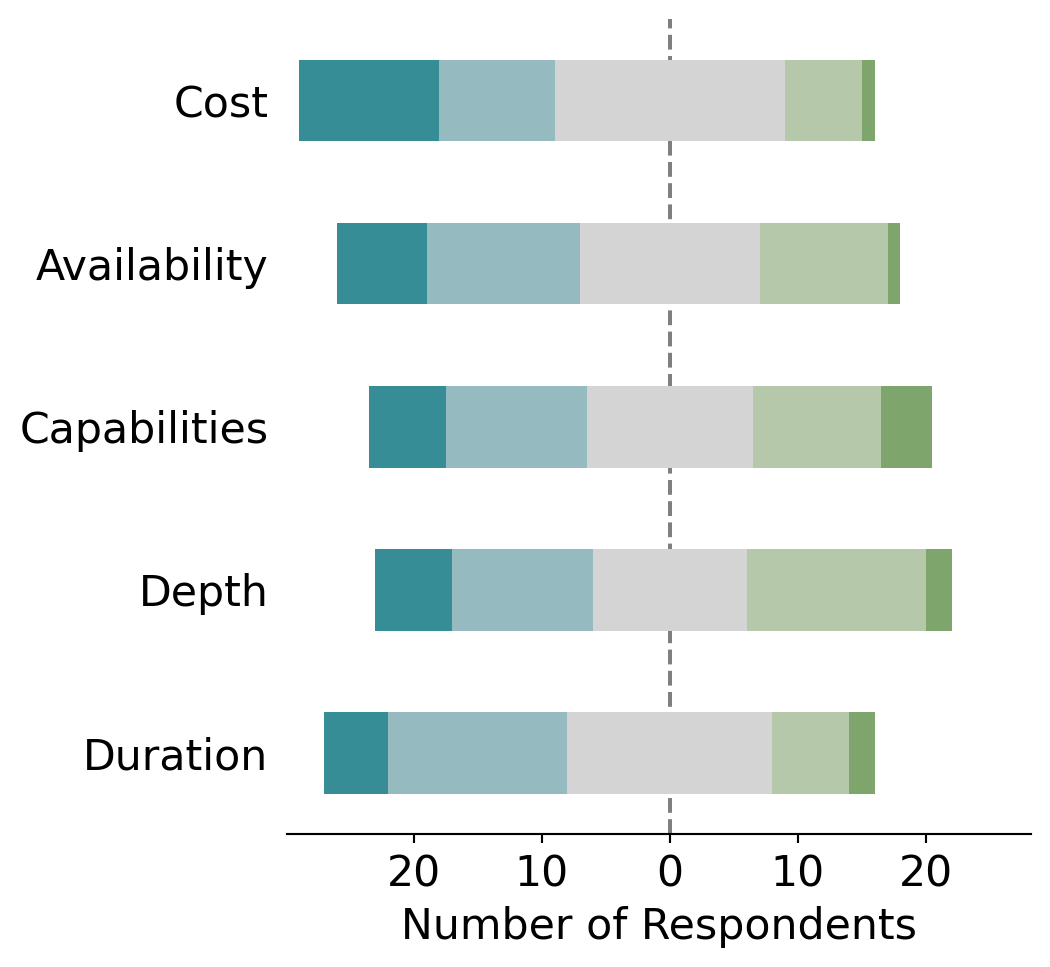 Cost
Availability
Capabilities
Depth
Duration
20 10 0 10 20
Number of Respondents